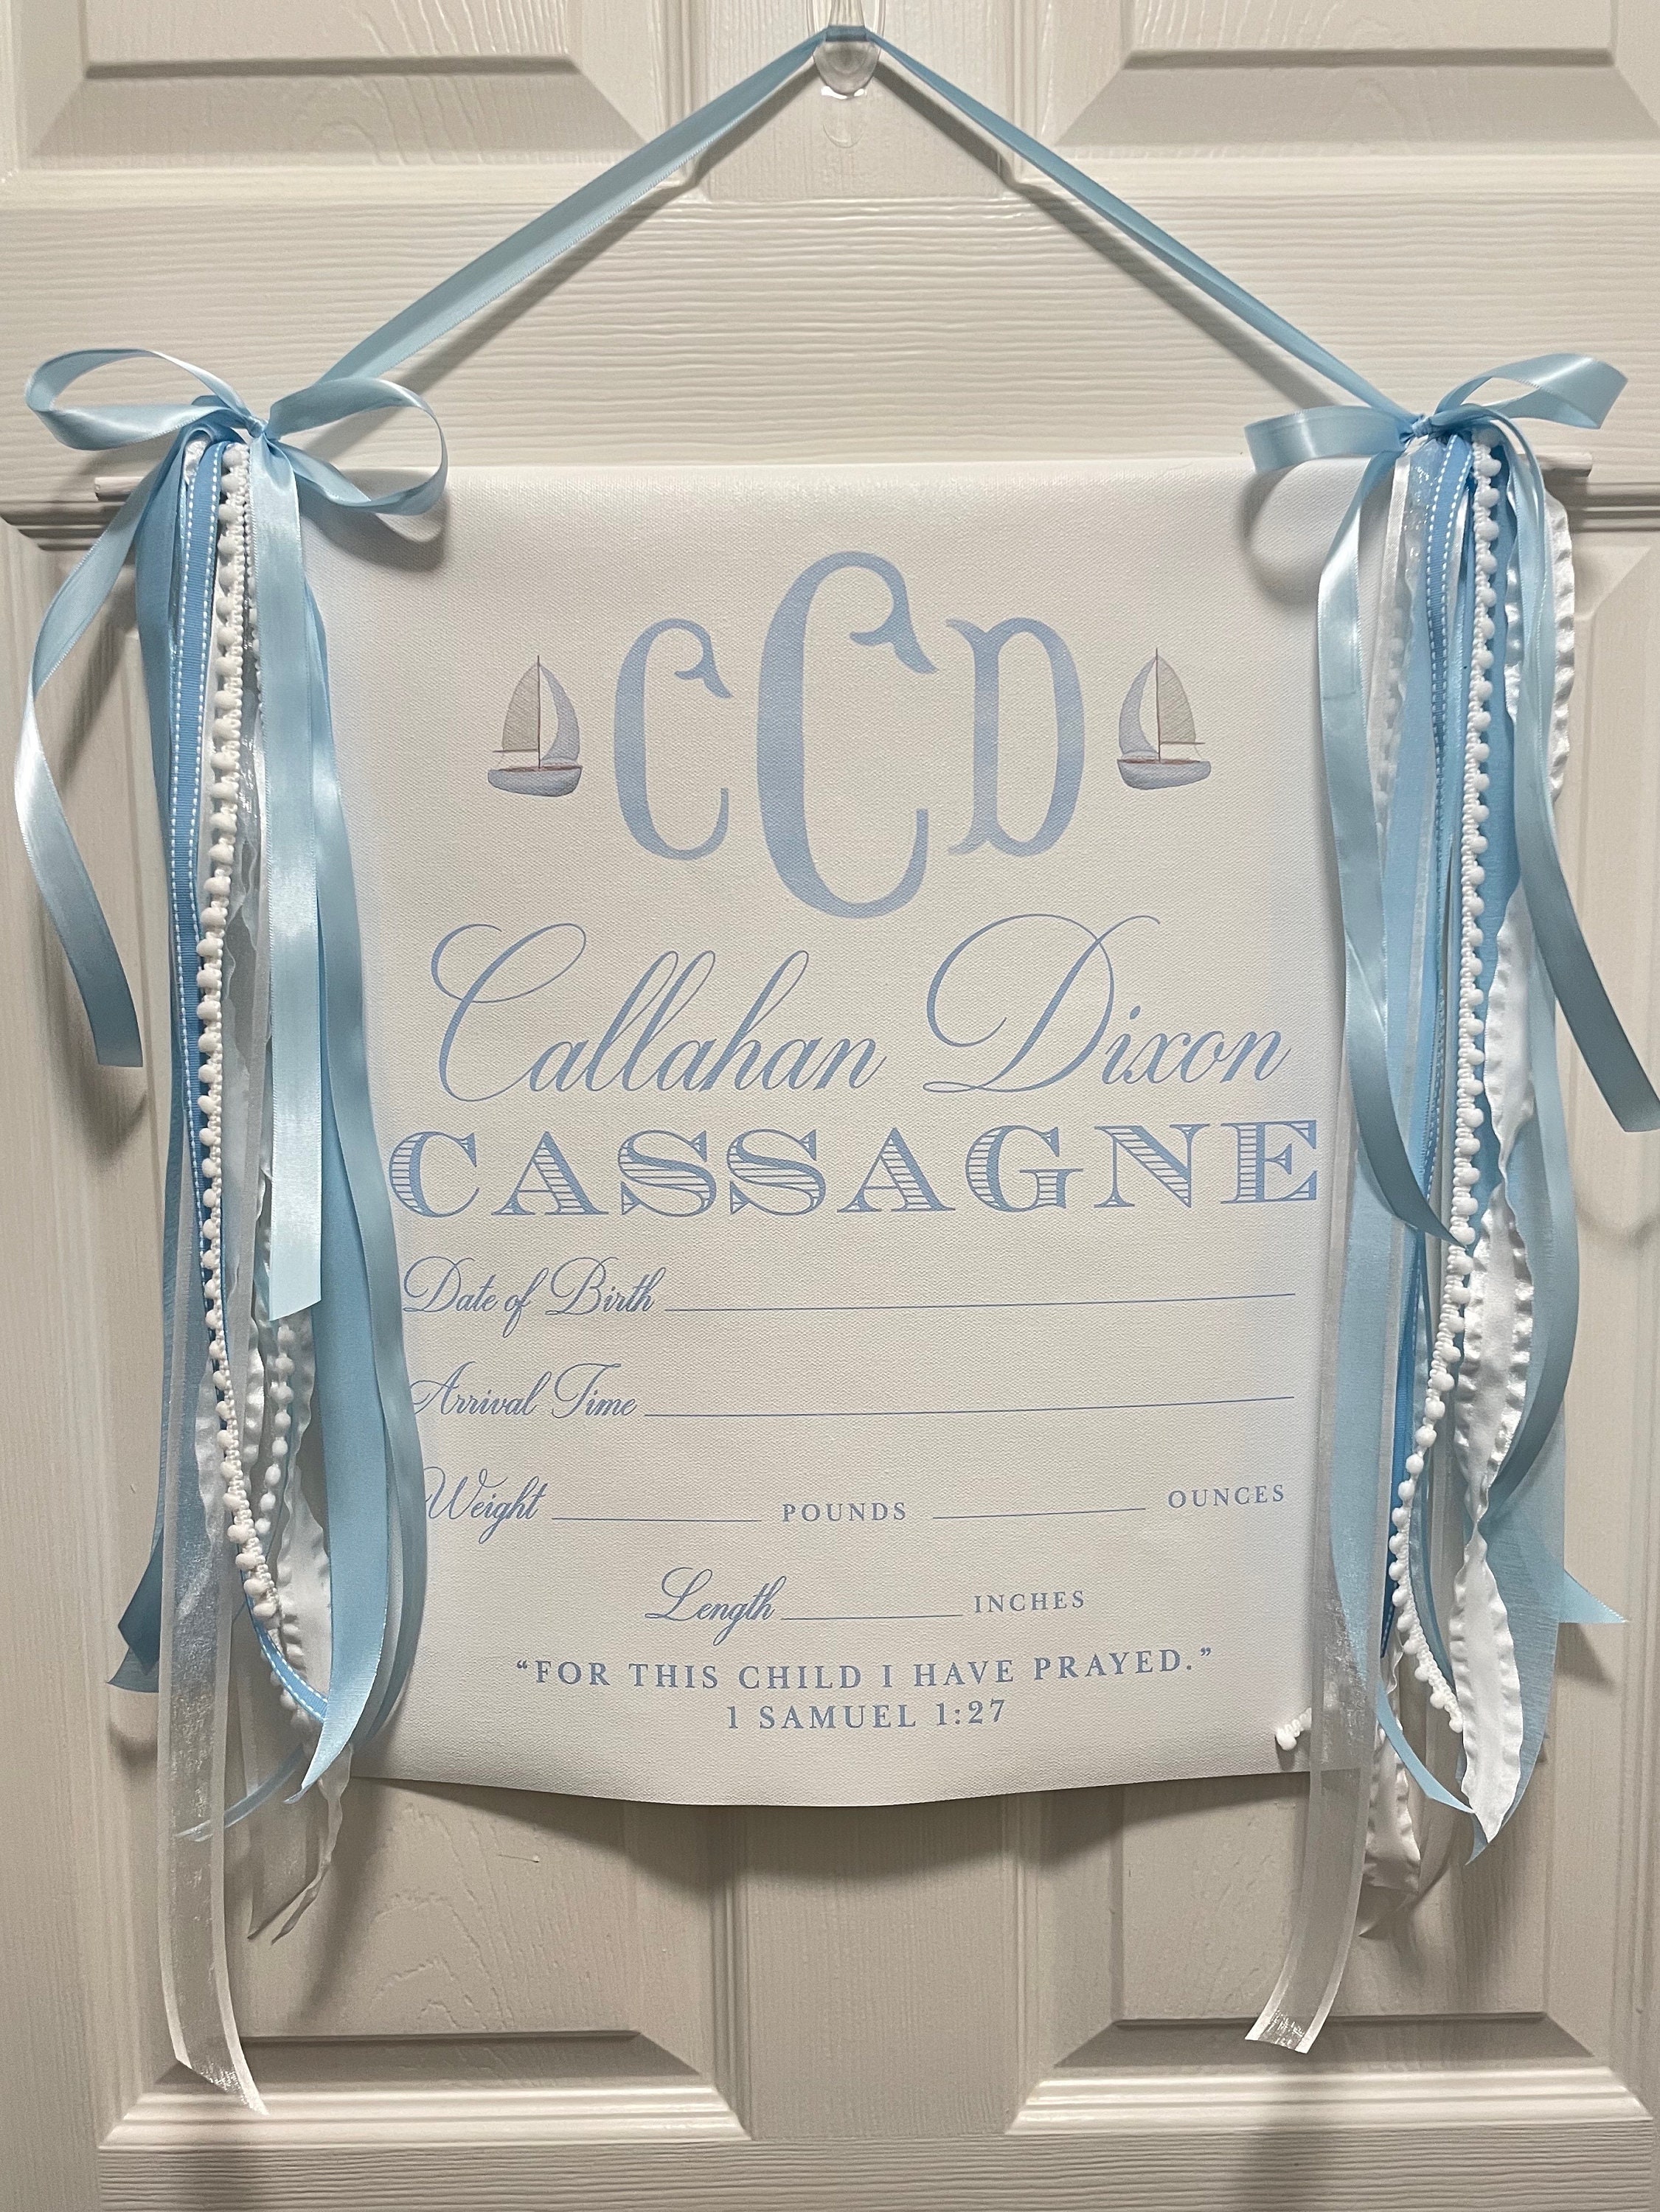 CCD
Callahan Dixon
CASSAGNE
Date of Birth
Arrival Time
Weight POUNDS OUNCES
Length INCHES
“FOR THIS CHILD I HAVE PRAYED.”
1 SAMUEL 1:27